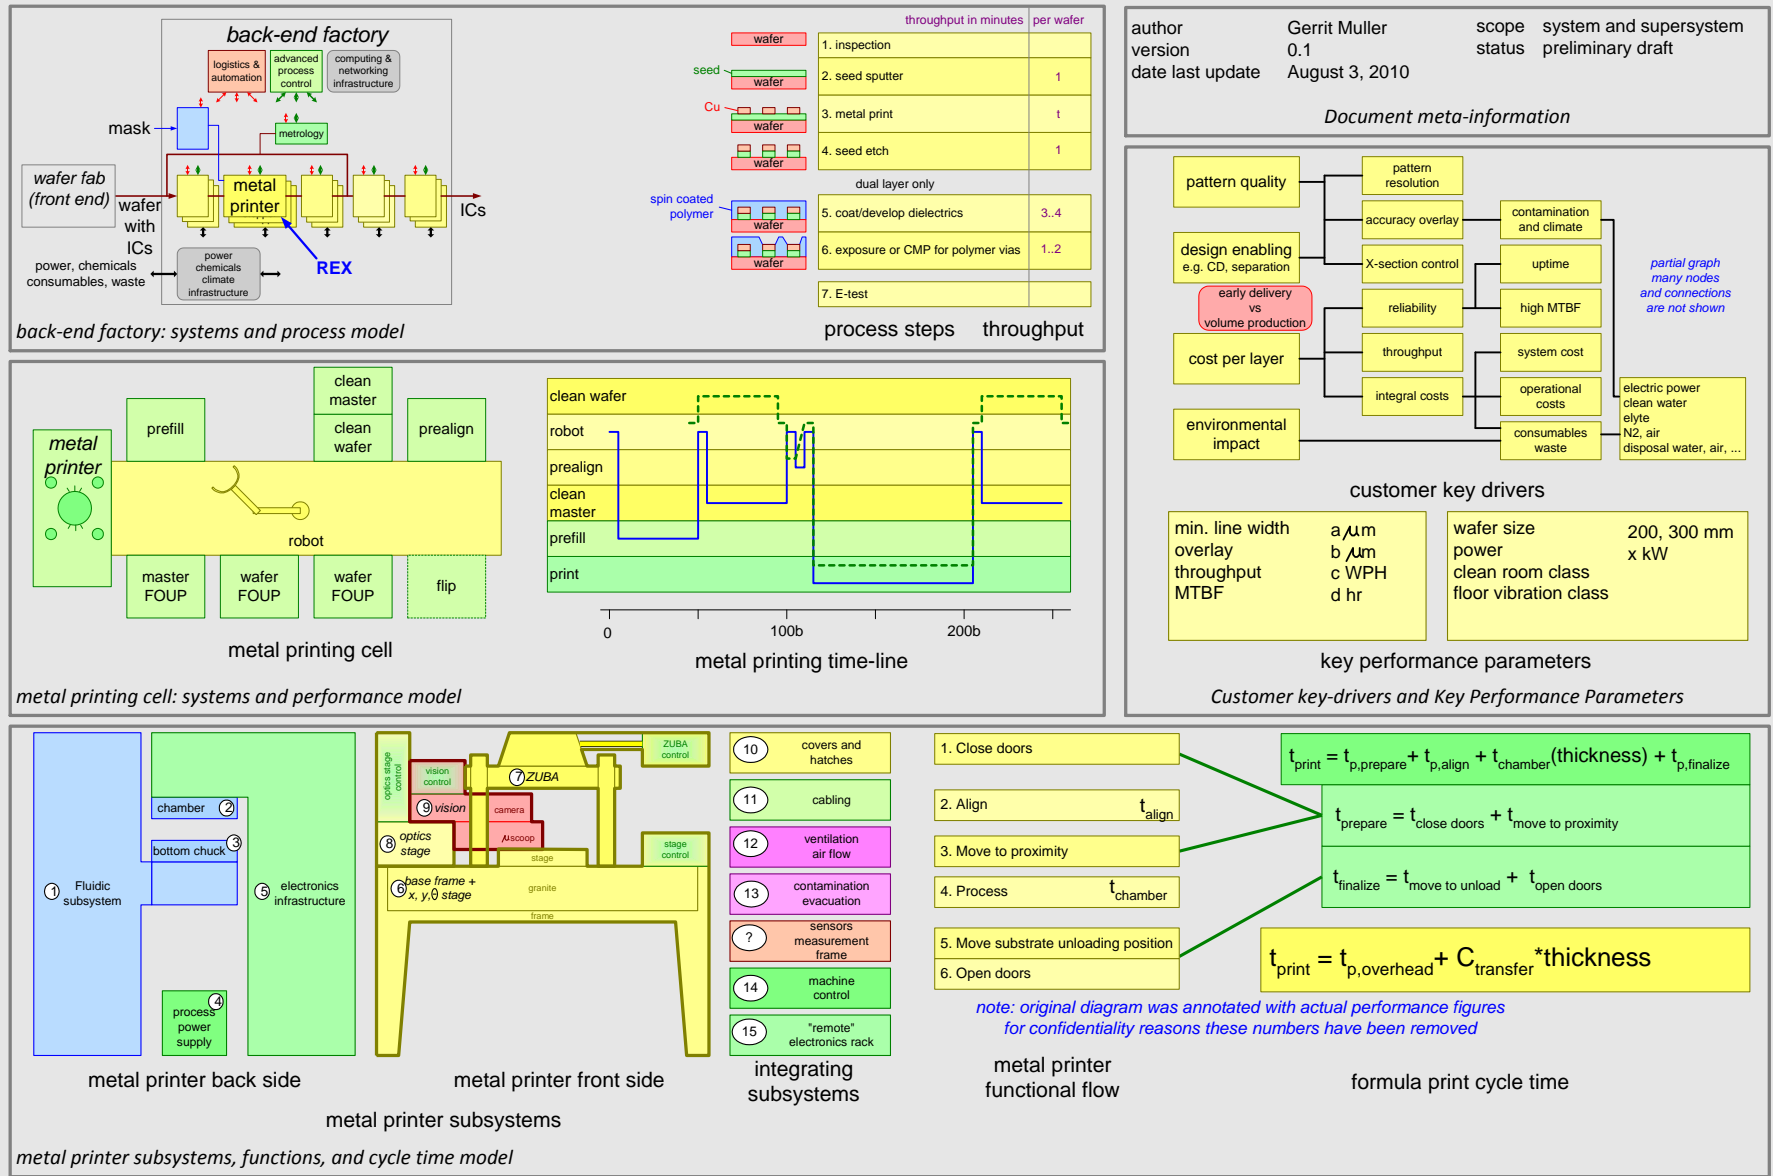 back-end factory
logistics &
automation
advanced
process
control
computing &
networking
infrastructure
mask
metrology
wafer fab
(front end)
metal
printer
wafer
with
ICs
ICs
power, chemicals
consumables, waste
power
chemicals
climate
infrastructure
REX
back-end factory: systems and process model
throughput in minutes
per wafer
wafer
1. inspection
seed
wafer
2. seed sputter
1
Cu
wafer
3. metal print
t
wafer
4. seed etch
1
dual layer only
spin coated
polymer
wafer
5. coat/develop dielectrics
3..4
wafer
6. exposure or CMP for polymer vias
1..2
7. E-test
process steps
throughput
author
Gerrit Muller
scope
system and supersystem
version
0.1
status
preliminary draft
date last update
August 3, 2010
Document meta-information
pattern quality
pattern
resolution
accuracy overlay
contamination
and climate
design enabling
e.g. CD, separation
X-section control
uptime
early delivery
vs
volume production
reliability
high MTBF
partial graph
many nodes
and connections
are not shown
cost per layer
throughput
system cost
integral costs
operational
costs
environmental
impact
consumables
waste
electric power
clean water
elyte
N2, air
disposal water, air, ...
customer key drivers
min. line width
a μm
overlay
b μm
throughput
c WPH
MTBF
d hr
wafer size
200, 300 mm
power
x kW
clean room class
floor vibration class
key performance parameters
Customer key-drivers and Key Performance Parameters
metal
printer
prefill
clean
master
clean
wafer
prealign
robot
master
FOUP
wafer
FOUP
wafer
FOUP
flip
metal printing cell
clean wafer
robot
prealign
clean
master
prefill
print
0
100b
200b
metal printing time-line
metal printing cell: systems and performance model
1
Fluidic
subsystem
chamber
2
bottom chuck
3
process
power
supply
4
5
electronics
infrastructure
metal printer back side
optics stage
control
vision
control
7
ZUBA
ZUBA
control
9
vision
camera
μscoop
8
optics
stage
stage
stage
control
6
base frame +
x, y,θ stage
granite
frame
metal printer front side
metal printer subsystems
10
covers and
hatches
11
cabling
12
ventilation
air flow
13
contamination
evacuation
?
sensors
measurement
frame
14
machine
control
15
"remote"
electronics rack
integrating
subsystems
1. Close doors
2. Align
t align
3. Move to proximity
4. Process
t chamber
5. Move substrate unloading position
6. Open doors
t print = t p,prepare + t p,align + t chamber (thickness) + t p,finalize
t prepare = t close doors + t move to proximity
t finalize = t move to unload + t open doors
t print = t p,overhead + C transfer *thickness
note: original diagram was annotated with actual performance figures
for confidentiality reasons these numbers have been removed
metal printer
functional flow
formula print cycle time
metal printer subsystems, functions, and cycle time model